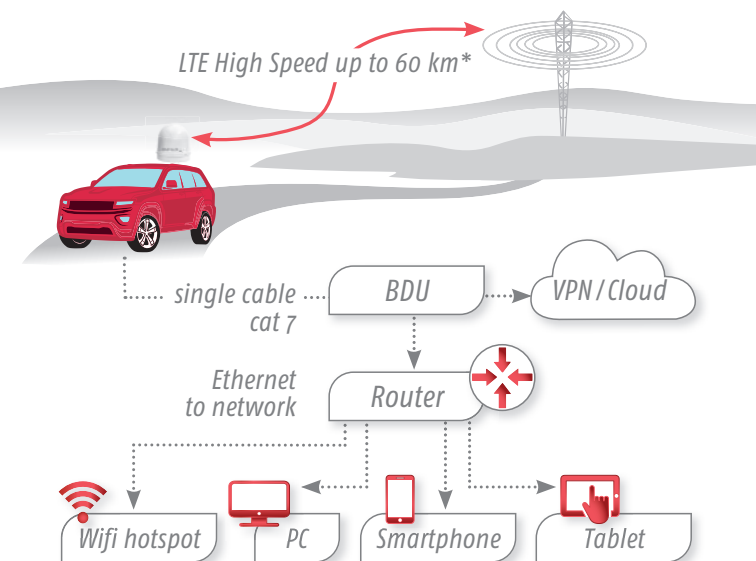 LTE High Speed up to 60 km*
single cable
cat 7
BDU
VPN / Cloud
Ethernet
to network
Router
Wifi hotspot
PC
Smartphone
Tablet